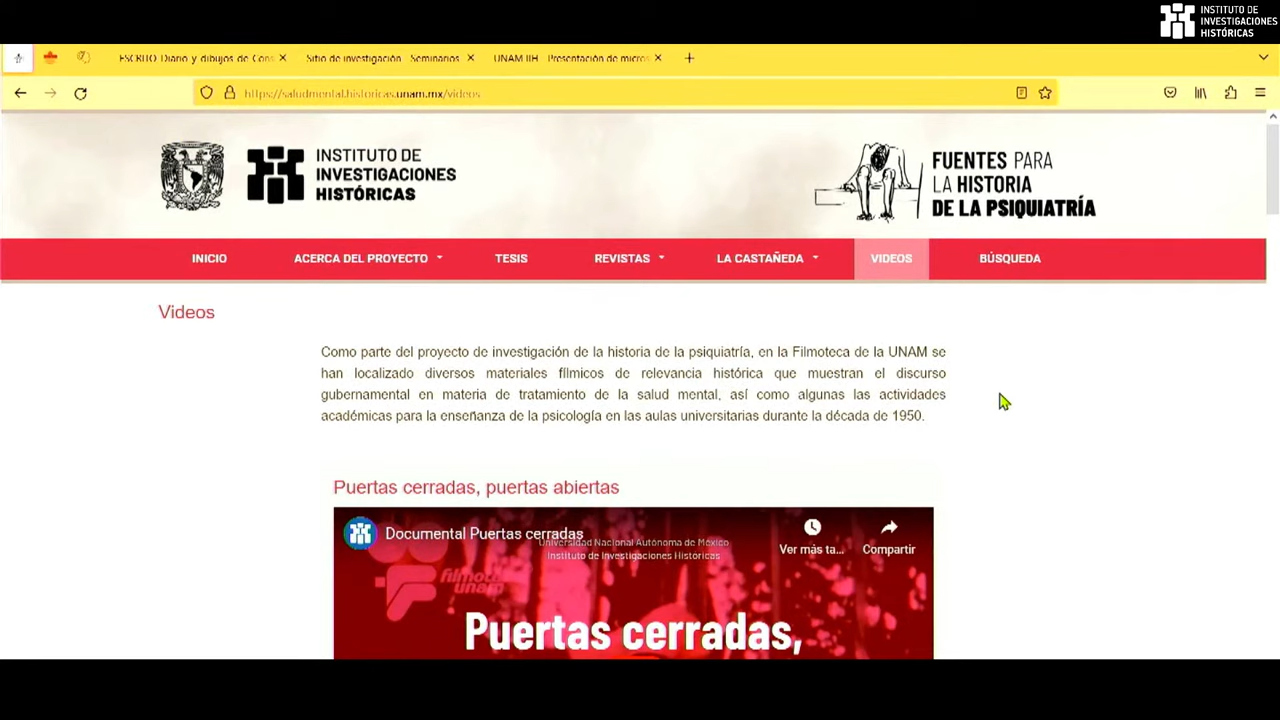 INSTITUTO DE
INVESTIGACIONES
HISTÓRICAS
ESCRITO Diario y dibujos de Cons
Sitio de investigación - Seminarios
UNAM IIH - Presentación de micros
https://saludmental.historicas.unam.mx/videos
INSTITUTO DE
INVESTIGACIONES
HISTÓRICAS
FUENTES PARA
LA HISTORIA
DE LA PSIQUIATRÍA
INICIO
ACERCA DEL PROYECTO
TESIS
REVISTAS
LA CASTAÑEDA
VIDEOS
BÚSQUEDA
Videos
Como parte del proyecto de investigación de la historia de la psiquiatría, en la Filmoteca de la UNAM se
han localizado diversos materiales fílmicos de relevancia histórica que muestran el discurso
gubernamental en materia de tratamiento de la salud mental, así como algunas las actividades
académicas para la enseñanza de la psicología en las aulas universitarias durante la década de 1950.
Puertas cerradas, puertas abiertas
Documental Puertas cerradas
Universidad Nacional Autónoma de México
Instituto de Investigaciones Históricas
Ver más ta...
Compartir
filmoteca
unam
Puertas cerradas,